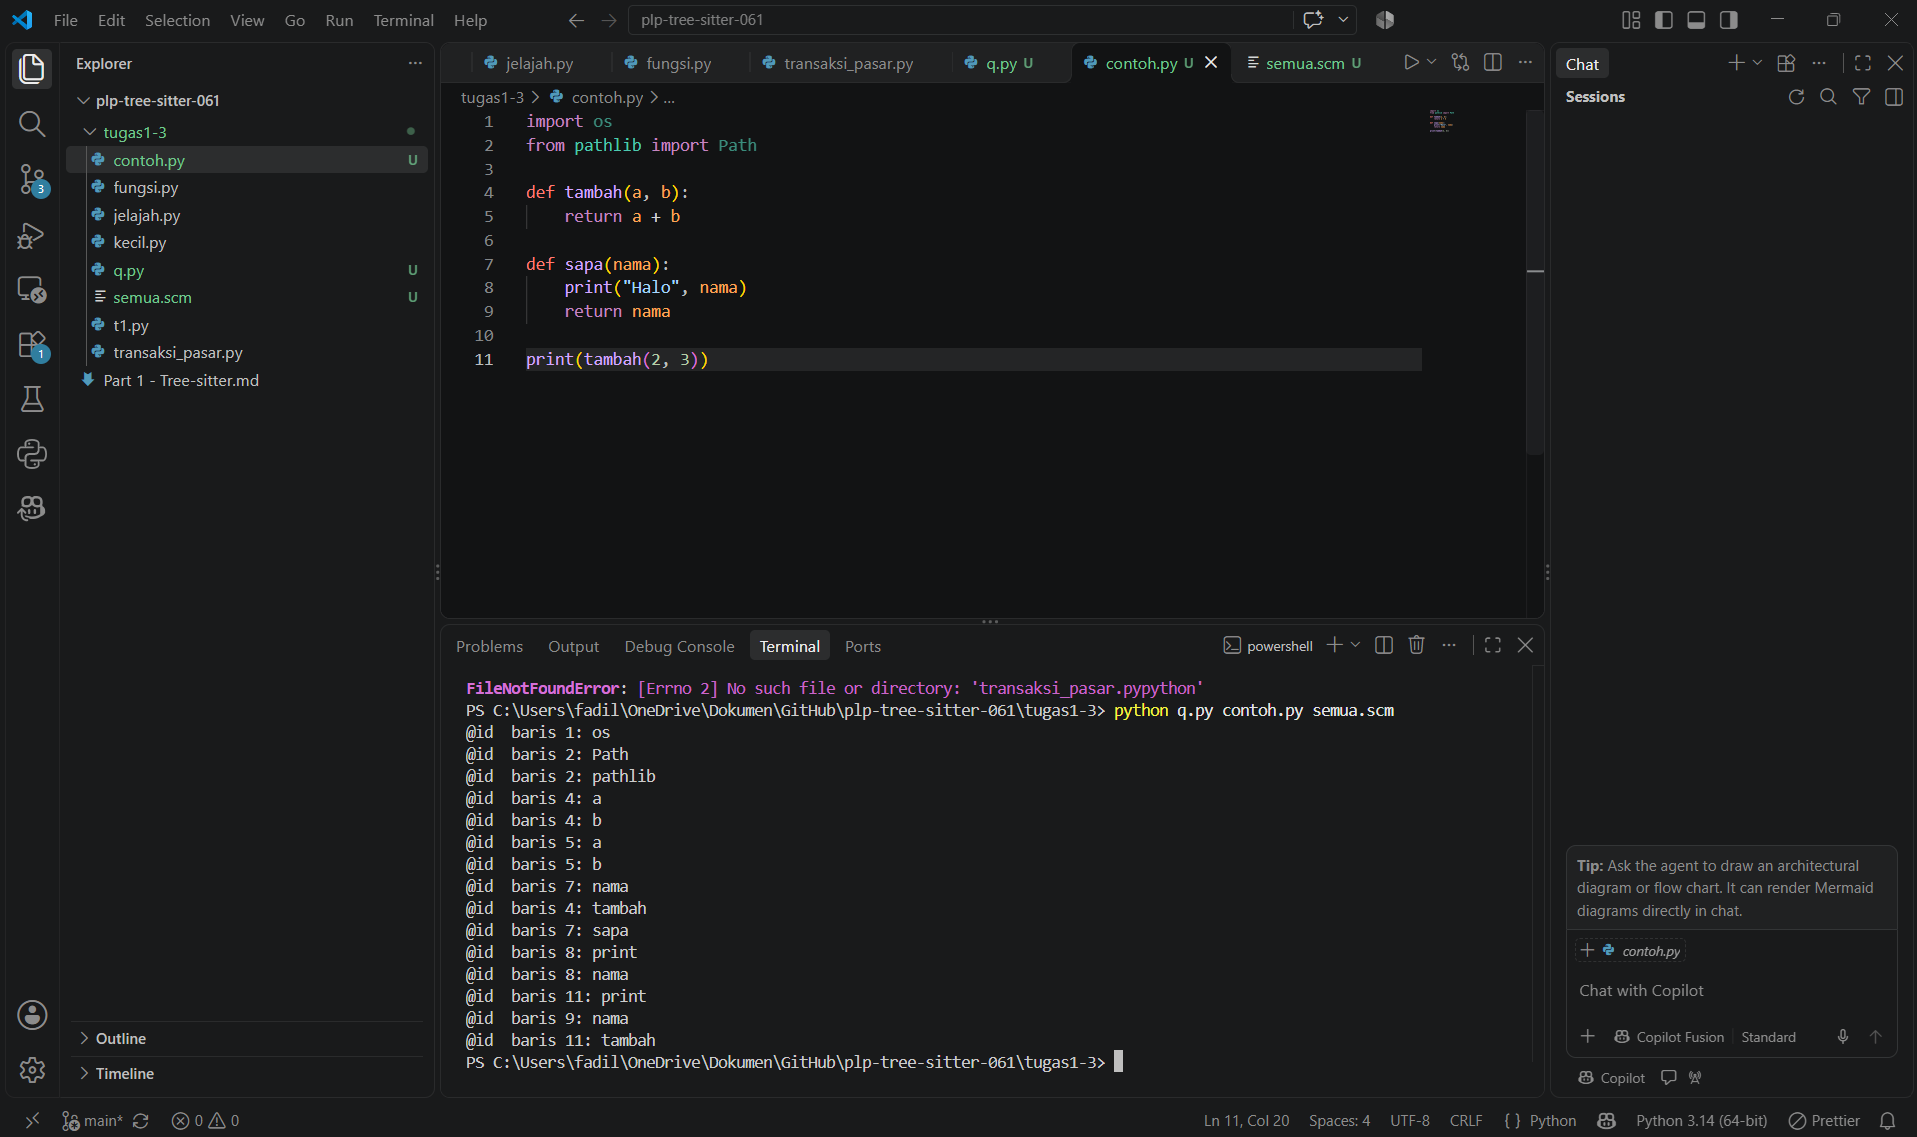 File Edit Selection View Go Run Terminal Help
plp-tree-sitter-061
Explorer
plp-tree-sitter-061
tugas1-3
contoh.py U
fungsi.py
jelajah.py
kecil.py
q.py U
semua.scm U
t1.py
transaksi_pasar.py
Part 1 - Tree-sitter.md
3
1
Outline
Timeline
jelajah.py fungsi.py transaksi_pasar.py q.py U contoh.py U semua.scm U
tugas1-3 > contoh.py > ...
1 import os
2 from pathlib import Path
3
4 def tambah(a, b):
5     return a + b
6
7 def sapa(nama):
8     print("Halo", nama)
9     return nama
10
11 print(tambah(2, 3))
Problems Output Debug Console Terminal Ports
powershell
FileNotFoundError: [Errno 2] No such file or directory: 'transaksi_pasar.pypython'
PS C:\Users\fadil\OneDrive\Dokumen\GitHub\plp-tree-sitter-061\tugas1-3> python q.py contoh.py semua.scm
@id  baris 1: os
@id  baris 2: Path
@id  baris 2: pathlib
@id  baris 4: a
@id  baris 4: b
@id  baris 5: a
@id  baris 5: b
@id  baris 7: nama
@id  baris 4: tambah
@id  baris 7: sapa
@id  baris 8: print
@id  baris 8: nama
@id  baris 11: print
@id  baris 9: nama
@id  baris 11: tambah
PS C:\Users\fadil\OneDrive\Dokumen\GitHub\plp-tree-sitter-061\tugas1-3>
Chat
Sessions
Tip: Ask the agent to draw an architectural
diagram or flow chart. It can render Mermaid
diagrams directly in chat.
contoh.py
Chat with Copilot
Copilot Fusion Standard
Copilot
main* 0 0
Ln 11, Col 20 Spaces: 4 UTF-8 CRLF { } Python Python 3.14 (64-bit) Prettier